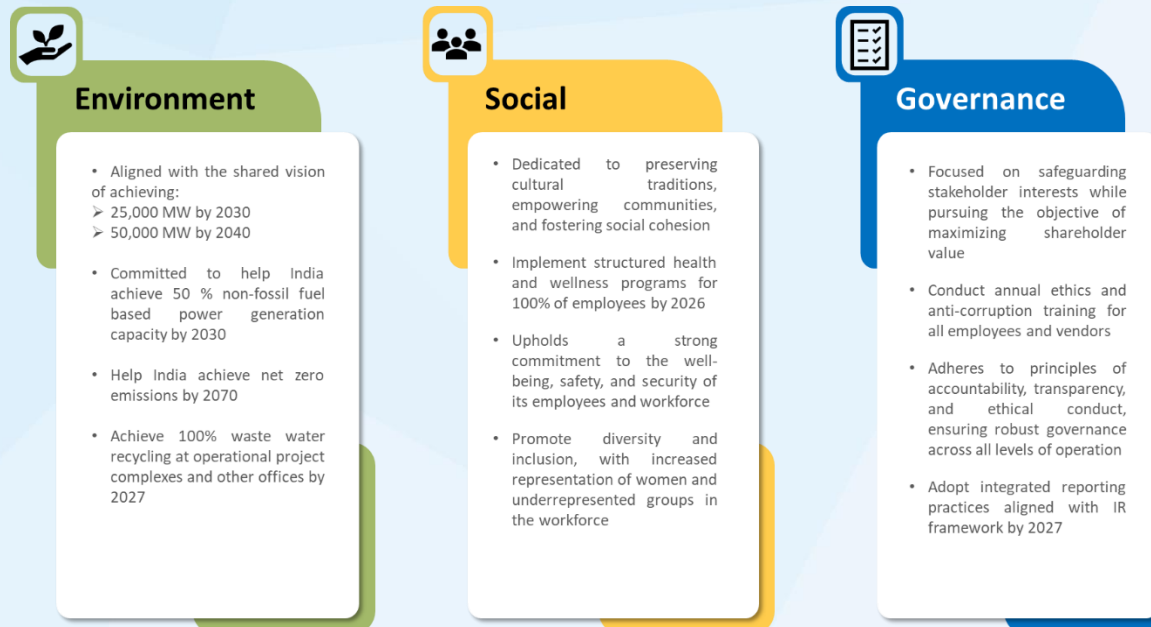 Environment
• Aligned with the shared vision
of achieving:
➢ 25,000 MW by 2030
➢ 50,000 MW by 2040
• Committed to help India
achieve 50 % non-fossil fuel
based power generation
capacity by 2030
• Help India achieve net zero
emissions by 2070
• Achieve 100% waste water
recycling at operational project
complexes and other offices by
2027
Social
• Dedicated to preserving
cultural traditions,
empowering communities,
and fostering social cohesion
• Implement structured health
and wellness programs for
100% of employees by 2026
• Upholds a strong
commitment to the well-
being, safety, and security of
its employees and workforce
• Promote diversity and
inclusion, with increased
representation of women and
underrepresented groups in
the workforce
Governance
• Focused on safeguarding
stakeholder interests while
pursuing the objective of
maximizing shareholder
value
• Conduct annual ethics and
anti-corruption training for
all employees and vendors
• Adheres to principles of
accountability, transparency,
and ethical conduct,
ensuring robust governance
across all levels of operation
• Adopt integrated reporting
practices aligned with IR
framework by 2027